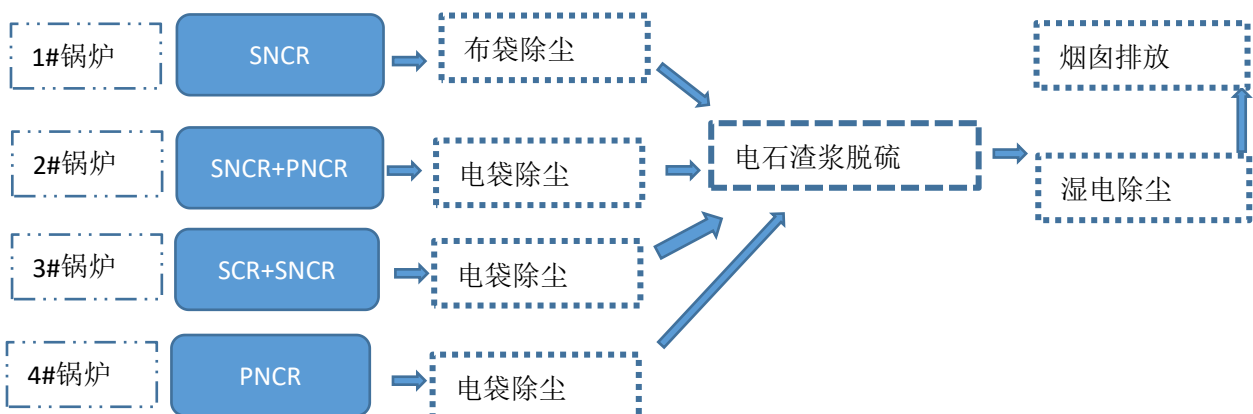 1#锅炉
SNCR
布袋除尘
烟囱排放
2#锅炉
SNCR+PNCR
电袋除尘
电石渣浆脱硫
湿电除尘
3#锅炉
SCR+SNCR
电袋除尘
4#锅炉
PNCR
电袋除尘